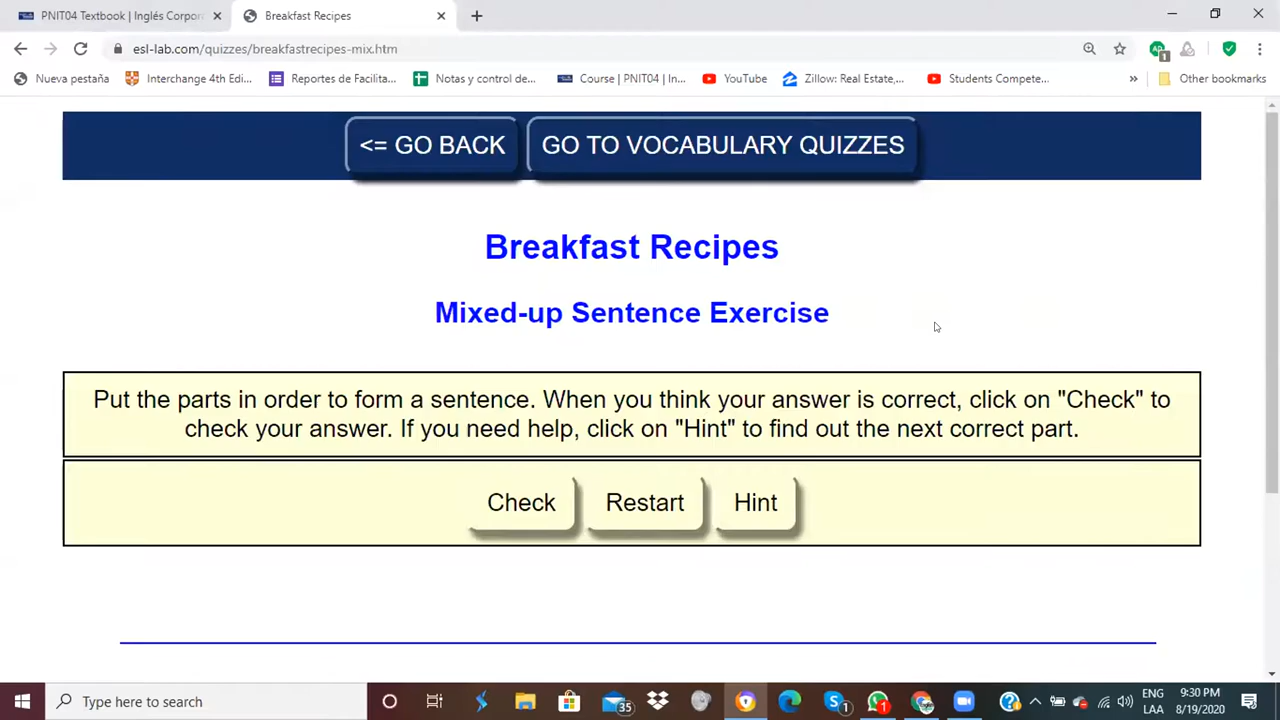 PNIT04 Textbook | Inglés Corpor
Breakfast Recipes
esl-lab.com/quizzes/breakfastrecipes-mix.htm
Nueva pestaña
Interchange 4th Edi...
Reportes de Facilita...
Notas y control de...
Course | PNIT04 | In...
YouTube
Zillow: Real Estate,...
Students Compete...
»
Other bookmarks
<= GO BACK
GO TO VOCABULARY QUIZZES
Breakfast Recipes
Mixed-up Sentence Exercise
Put the parts in order to form a sentence. When you think your answer is correct, click on "Check" to
check your answer. If you need help, click on "Hint" to find out the next correct part.
Check
Restart
Hint
Type here to search
35
1
1
ENG
LAA
9:30 PM
8/19/2020